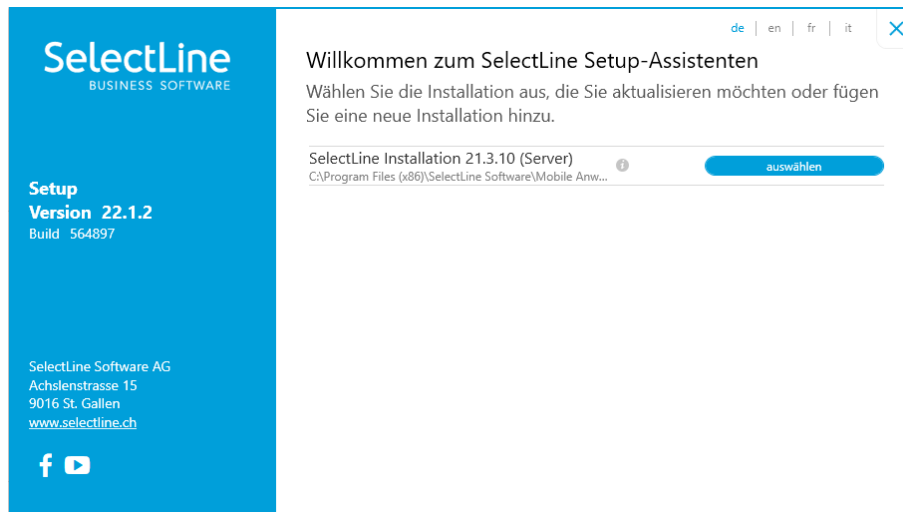 SelectLine
BUSINESS SOFTWARE
Setup
Version 22.1.2
Build 564897
SelectLine Software AG
Achslenstrasse 15
9016 St. Gallen
www.selectline.ch
de | en | fr | it
Willkommen zum SelectLine Setup-Assistenten
Wählen Sie die Installation aus, die Sie aktualisieren möchten oder fügen
Sie eine neue Installation hinzu.
SelectLine Installation 21.3.10 (Server)
C:\Program Files (x86)\SelectLine Software\Mobile Anw...
auswählen